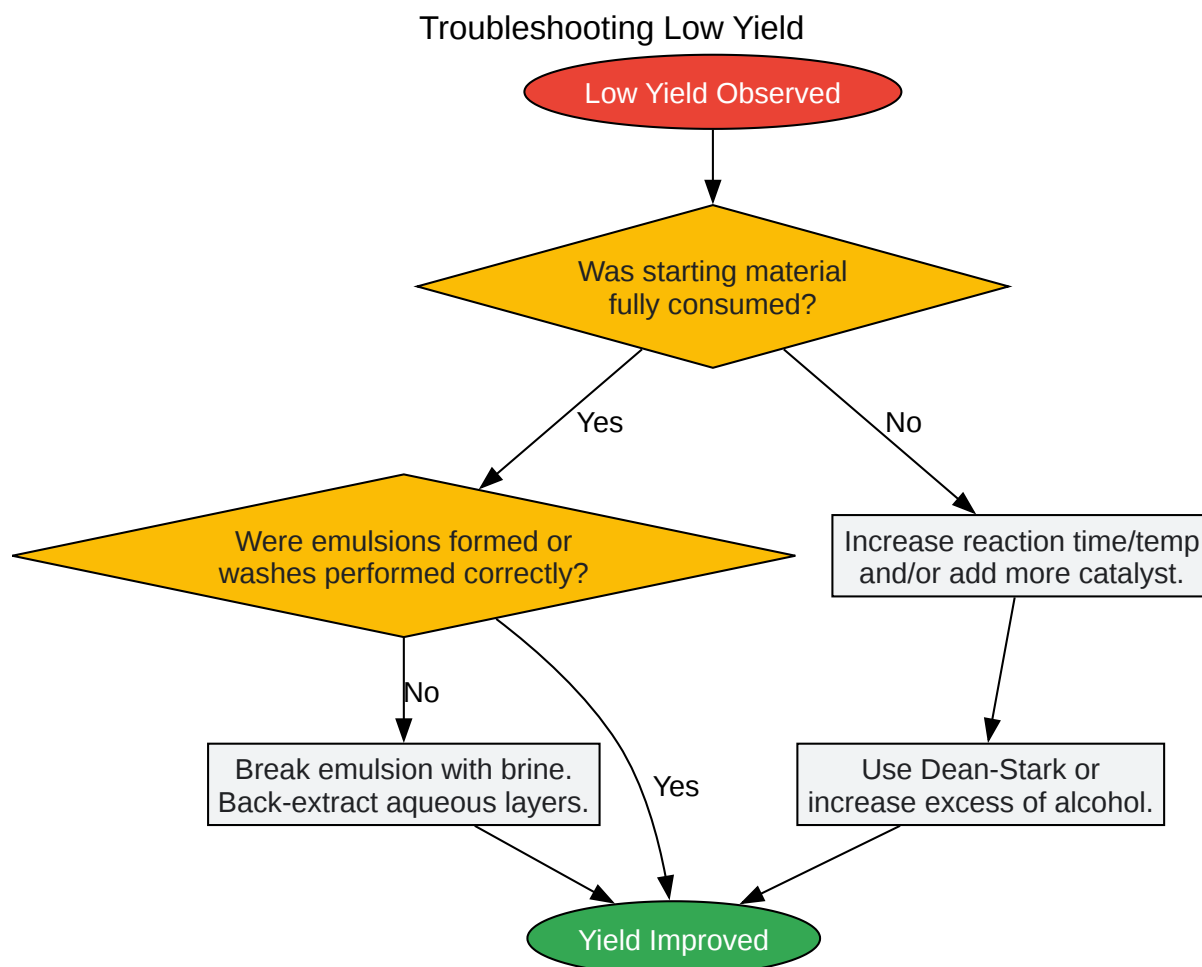 Troubleshooting Low Yield
Low Yield Observed
Was starting material
fully consumed?
Yes
No
Were emulsions formed or
washes performed correctly?
Increase reaction time/temp
and/or add more catalyst.
No
Yes
Break emulsion with brine.
Back-extract aqueous layers.
Use Dean-Stark or
increase excess of alcohol.
Yield Improved